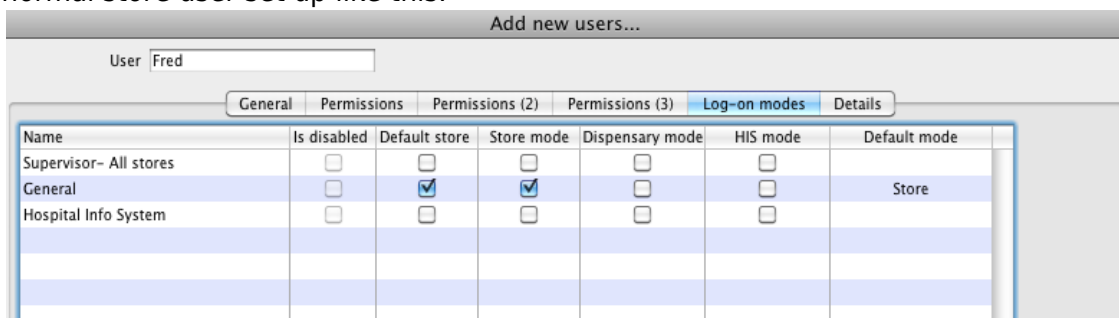 normal store user set up like this:
Add new users...
User Fred
General Permissions Permissions (2) Permissions (3) Log-on modes Details
Name Is disabled Default store Store mode Dispensary mode HIS mode Default mode
Supervisor- All stores
General Store
Hospital Info System